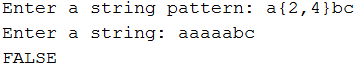 Enter a string pattern: a{2,4}bc
Enter a string: aaaaabc
FALSE